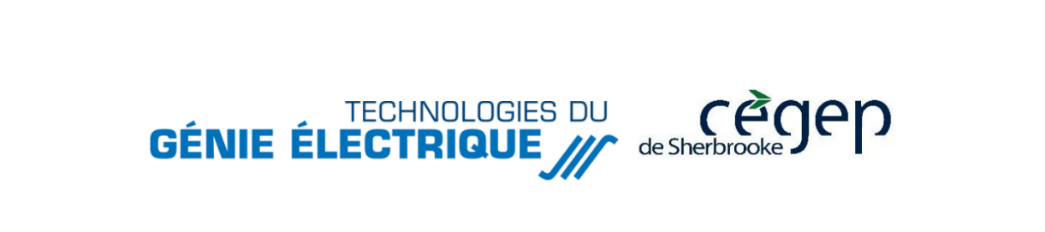 TECHNOLOGIES DU
GÉNIE ÉLECTRIQUE
cégep
de Sherbrooke